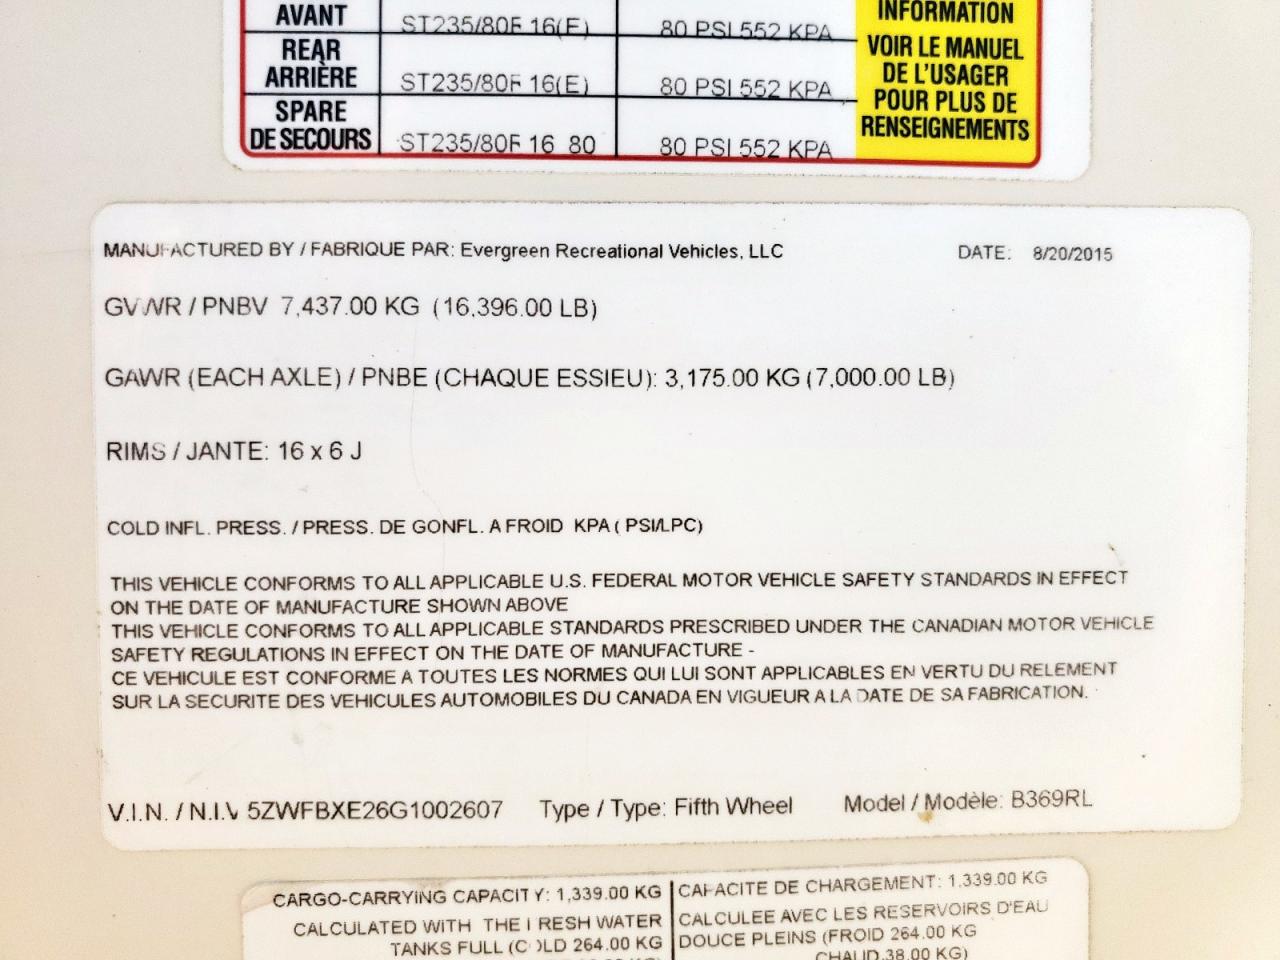 AVANT ST235/80R 16(E) 80 PSI 552 KPA INFORMATION
REAR
ARRIÈRE ST235/80R 16(E) 80 PSI 552 KPA
VOIR LE MANUEL
DE L'USAGER
POUR PLUS DE
RENSEIGNEMENTS
SPARE
DE SECOURS ST235/80R 16 80 80 PSI 552 KPA
MANUFACTURED BY / FABRIQUE PAR: Evergreen Recreational Vehicles, LLC DATE: 8/20/2015
GVWR / PNBV 7,437.00 KG (16,396.00 LB)
GAWR (EACH AXLE) / PNBE (CHAQUE ESSIEU): 3,175.00 KG (7,000.00 LB)
RIMS / JANTE: 16 x 6 J
COLD INFL. PRESS. / PRESS. DE GONFL. A FROID KPA ( PSI/LPC)
THIS VEHICLE CONFORMS TO ALL APPLICABLE U.S. FEDERAL MOTOR VEHICLE SAFETY STANDARDS IN EFFECT
ON THE DATE OF MANUFACTURE SHOWN ABOVE
THIS VEHICLE CONFORMS TO ALL APPLICABLE STANDARDS PRESCRIBED UNDER THE CANADIAN MOTOR VEHICLE
SAFETY REGULATIONS IN EFFECT ON THE DATE OF MANUFACTURE -
CE VEHICULE EST CONFORME A TOUTES LES NORMES QUI LUI SONT APPLICABLES EN VERTU DU RELEMENT
SUR LA SECURITE DES VEHICULES AUTOMOBILES DU CANADA EN VIGUEUR A LA DATE DE SA FABRICATION.
V.I.N. / N.I.V 5ZWFBXE26G1002607 Type / Type: Fifth Wheel Model / Modèle: B369RL
CARGO-CARRYING CAPACITY: 1,339.00 KG
CALCULATED WITH THE FRESH WATER
TANKS FULL (COLD 264.00 KG
CAPACITE DE CHARGEMENT: 1,339.00 KG
CALCULEE AVEC LES RESERVOIRS D'EAU
DOUCE PLEINS (FROID 264.00 KG
CHAUD,38.00 KG)